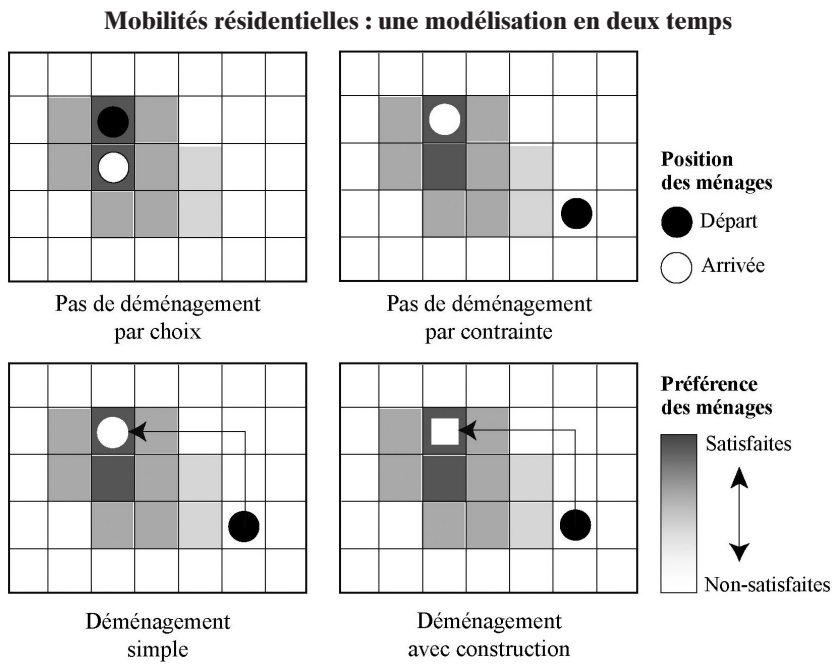 Mobilités résidentielles : une modélisation en deux temps
Pas de déménagement
par choix
Pas de déménagement
par contrainte
Position
des ménages
Départ
Arrivée
Déménagement
simple
Déménagement
avec construction
Préférence
des ménages
Satisfaites
Non-satisfaites